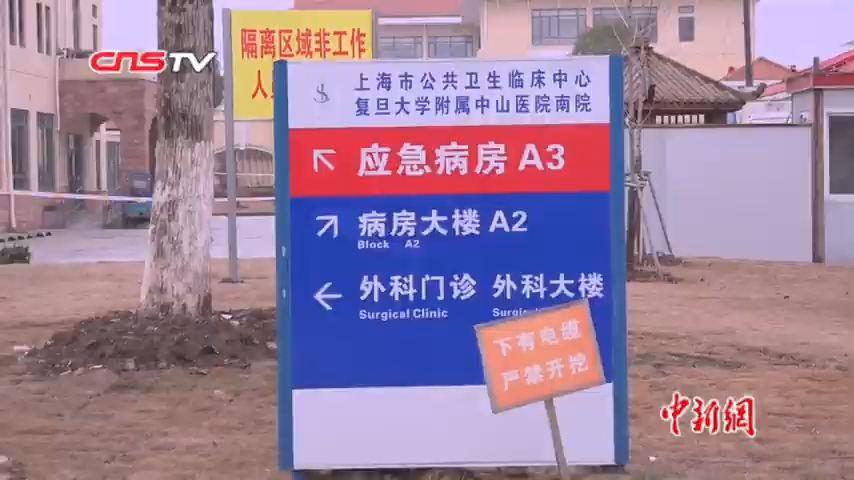 CNSTV
隔离区域非工作
人
上海市公共卫生临床中心
复旦大学附属中山医院南院
应急病房 A3
病房大楼 A2
Block A2
外科门诊 外科大楼
Surgical Clinic
下有电缆
严禁开挖
中新網